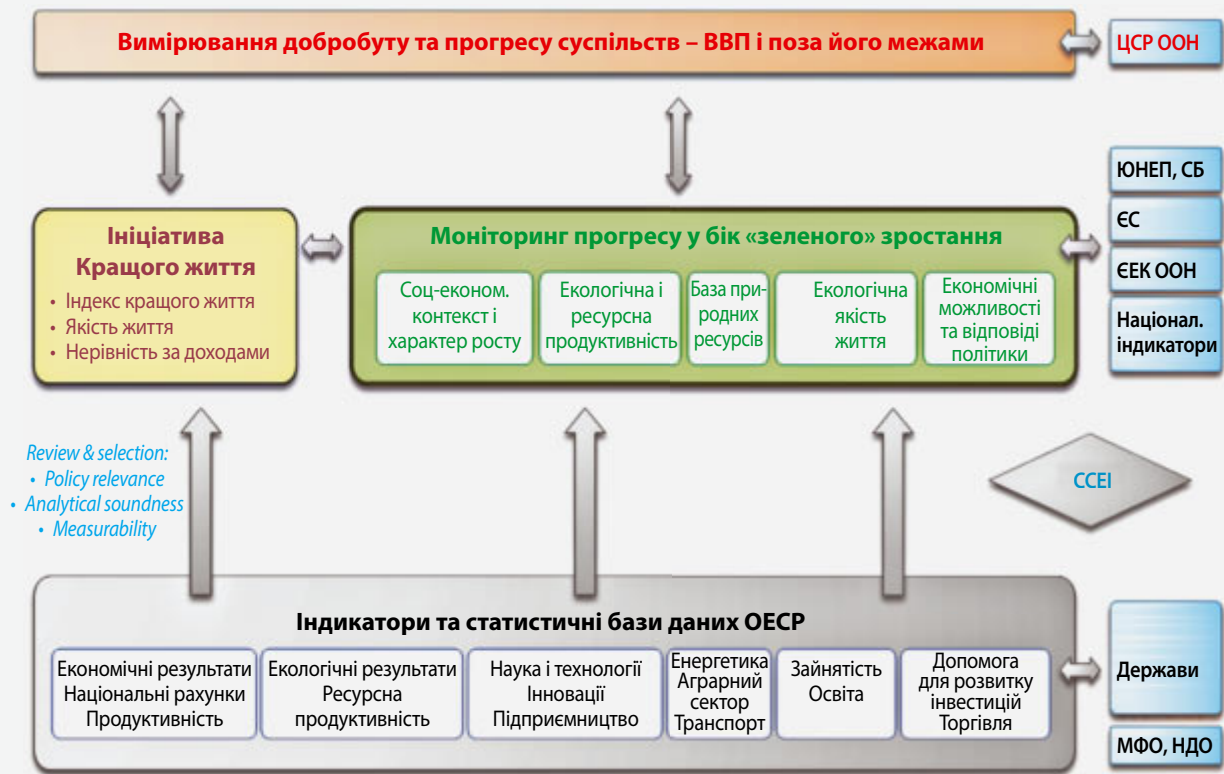 Вимірювання добробуту та прогресу суспільств – ВВП і поза його межами
ЦСР ООН
ЮНЕП, СБ
ЄС
ЄЕК ООН
Націонал.
індикатори
Ініціатива
Кращого життя
• Індекс кращого життя
• Якість життя
• Нерівність за доходами
Моніторинг прогресу у бік «зеленого» зростання
Соц-економ.
контекст і
характер росту
Екологічна і
ресурсна
продуктивність
База при-
родних
ресурсів
Екологічна
якість
життя
Економічні
можливості
та відповіді
політики
Review & selection:
• Policy relevance
• Analytical soundness
• Measurability
ССЕІ
Індикатори та статистичні бази даних ОЕСР
Економічні результати
Національні рахунки
Продуктивність
Екологічні результати
Ресурсна
продуктивність
Наука і технології
Інновації
Підприємництво
Енергетика
Аграрний
сектор
Транспорт
Зайнятість
Освіта
Допомога
для розвитку
інвестицій
Торгівля
Держави
МФО, НДО